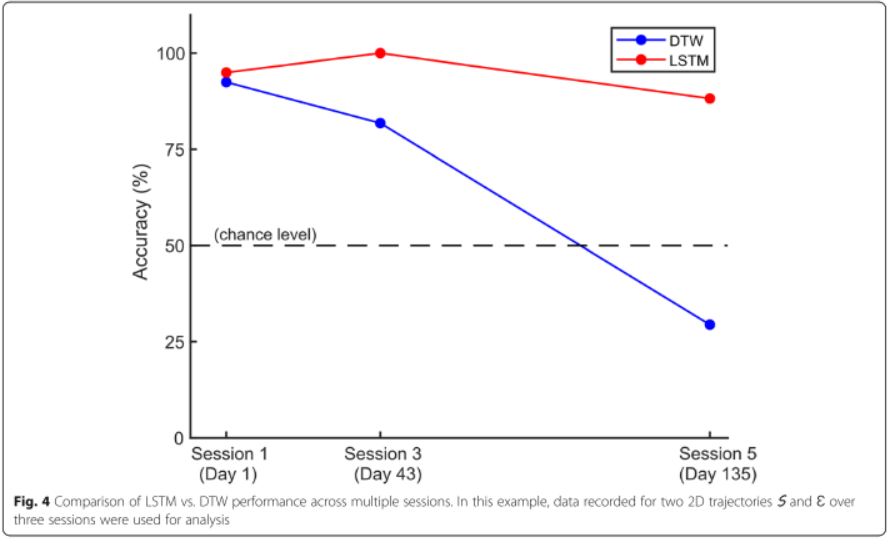 DTW
LSTM
100
75
50
25
0
Accuracy (%)
(chance level)
Session 1
(Day 1)
Session 3
(Day 43)
Session 5
(Day 135)
Fig. 4 Comparison of LSTM vs. DTW performance across multiple sessions. In this example, data recorded for two 2D trajectories S and Ɛ over
three sessions were used for analysis